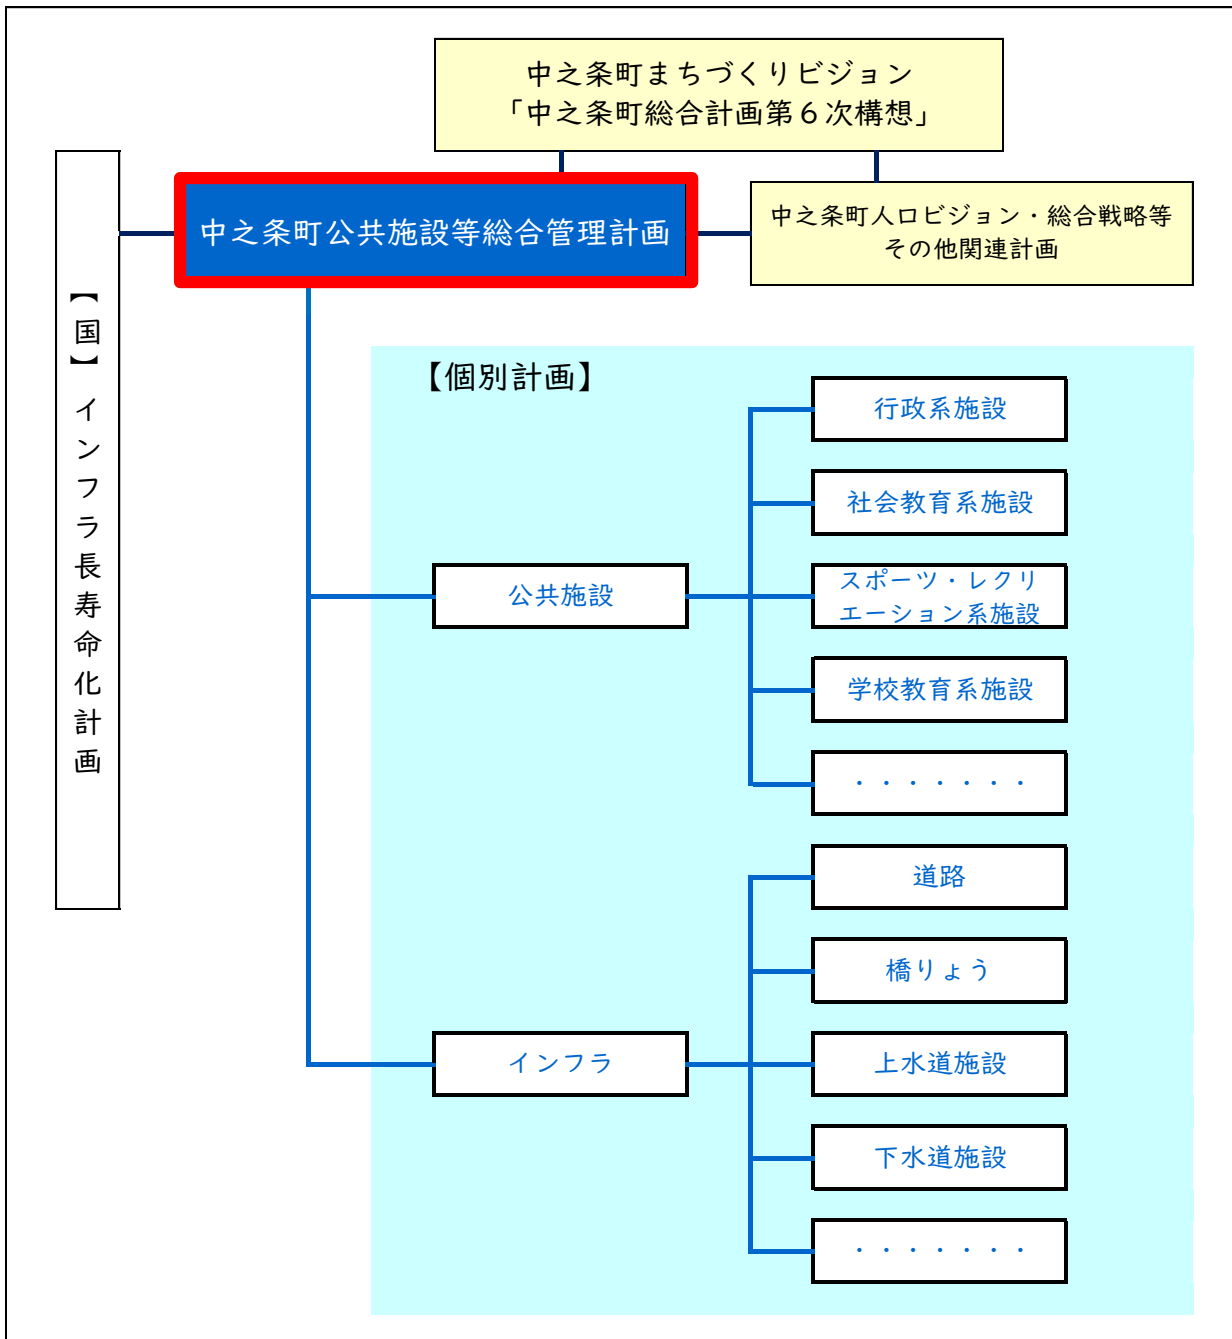 中之条町まちづくりビジョン
「中之条町総合計画第６次構想」
中之条町公共施設等総合管理計画
中之条町人口ビジョン・総合戦略等
その他関連計画
【国】インフラ長寿命化計画
【個別計画】
行政系施設
社会教育系施設
公共施設
スポーツ・レクリ
エーション系施設
学校教育系施設
・・・・・・・
道路
橋りょう
インフラ
上水道施設
下水道施設
・・・・・・・